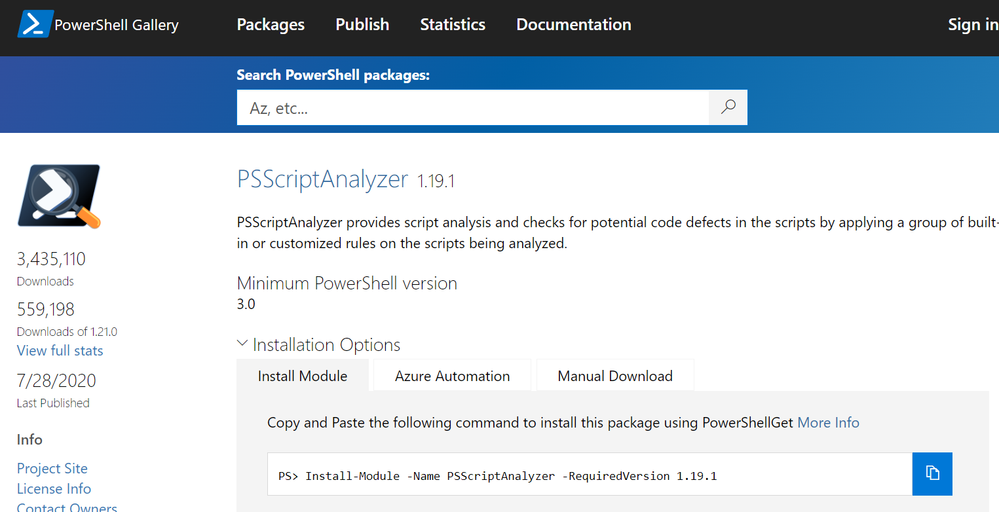 PowerShell Gallery
Packages
Publish
Statistics
Documentation
Sign in
Search PowerShell packages:
Az, etc...
3,435,110
Downloads
559,198
Downloads of 1.21.0
View full stats
7/28/2020
Last Published
Info
Project Site
License Info
Contact Owners
PSScriptAnalyzer 1.19.1
PSScriptAnalyzer provides script analysis and checks for potential code defects in the scripts by applying a group of built-
in or customized rules on the scripts being analyzed.
Minimum PowerShell version
3.0
Installation Options
Install Module
Azure Automation
Manual Download
Copy and Paste the following command to install this package using PowerShellGet More Info
PS> Install-Module -Name PSScriptAnalyzer -RequiredVersion 1.19.1